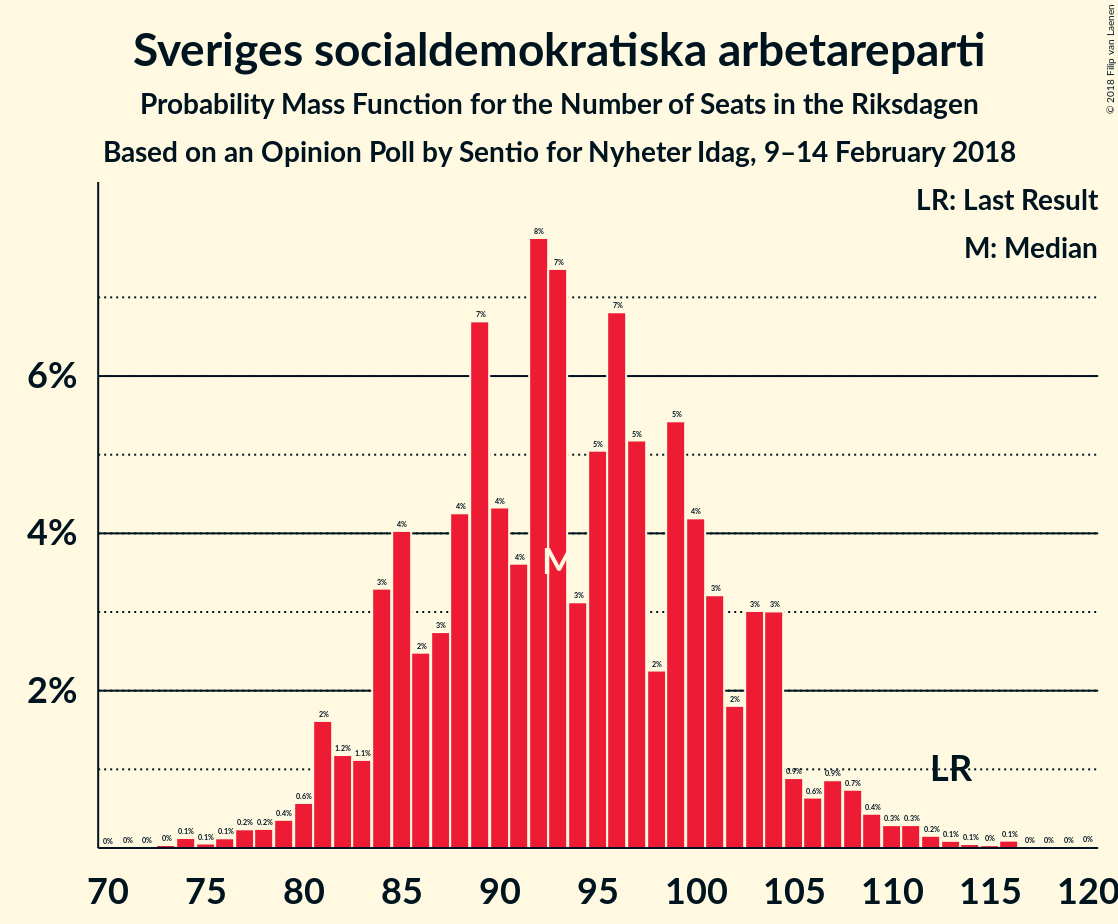 Sveriges socialdemokratiska arbetareparti
Probability Mass Function for the Number of Seats in the Riksdagen
Based on an Opinion Poll by Sentio for Nyheter Idag, 9–14 February 2018
© 2018 Filip van Laenen
LR: Last Result
M: Median
6%
4%
2%
0% 0% 0% 0% 0.1% 0.1% 0.1% 0.2% 0.2% 0.4% 0.6% 2% 1.2% 1.1% 3% 4% 2% 3% 4% 7% 4% 4% 8% 7% 3% 5% 7% 5% 2% 5% 4% 3% 2% 3% 3% 0.9% 0.6% 0.9% 0.7% 0.4% 0.3% 0.3% 0.2% 0.1% 0.1% 0% 0.1% 0% 0% 0% 0%
M
LR
70 75 80 85 90 95 100 105 110 115 120